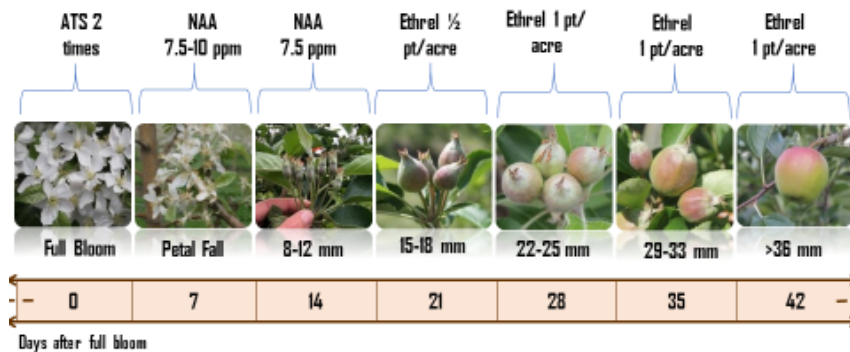 ATS 2
times
NAA
7.5-10 ppm
NAA
7.5 ppm
Ethrel ½
pt/acre
Ethrel 1 pt/
acre
Ethrel
1 pt/acre
Ethrel
1 pt/acre
Full Bloom
Petal Fall
8-12 mm
15-18 mm
22-25 mm
29-33 mm
>36 mm
0
7
14
21
28
35
42
Days after full bloom